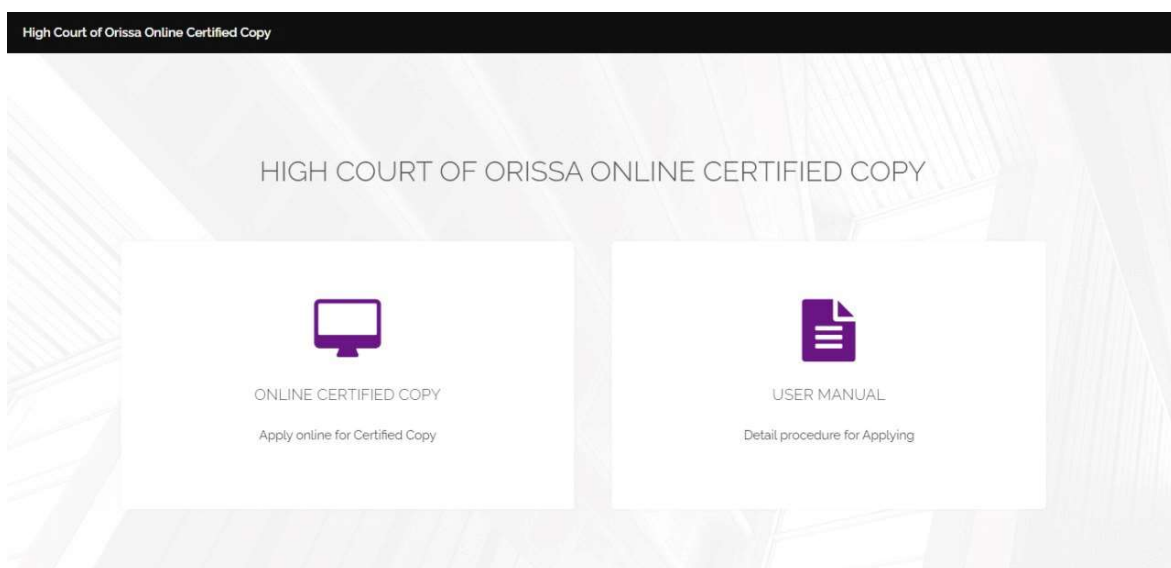 High Court of Orissa Online Certified Copy
HIGH COURT OF ORISSA ONLINE CERTIFIED COPY
ONLINE CERTIFIED COPY
Apply online for Certified Copy
USER MANUAL
Detail procedure for Applying